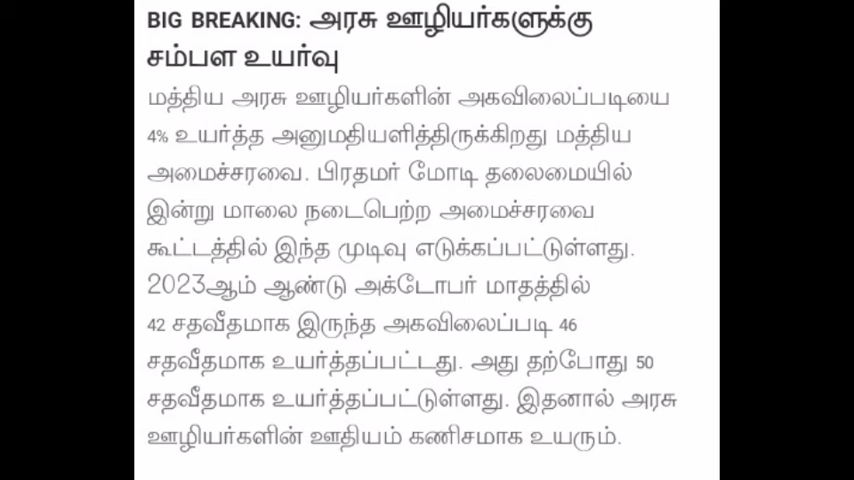 BIG BREAKING: அரசு ஊழியர்களுக்கு
சம்பள உயர்வு
மத்திய அரசு ஊழியர்களின் அகவிலைப்படியை
4% உயர்த்த அனுமதியளித்திருக்கிறது மத்திய
அமைச்சரவை. பிரதமர் மோடி தலைமையில்
இன்று மாலை நடைபெற்ற அமைச்சரவை
கூட்டத்தில் இந்த முடிவு எடுக்கப்பட்டுள்ளது.
2023ஆம் ஆண்டு அக்டோபர் மாதத்தில்
42 சதவீதமாக இருந்த அகவிலைப்படி 46
சதவீதமாக உயர்த்தப்பட்டது. அது தற்போது 50
சதவீதமாக உயர்த்தப்பட்டுள்ளது. இதனால் அரசு
ஊழியர்களின் ஊதியம் கணிசமாக உயரும்.